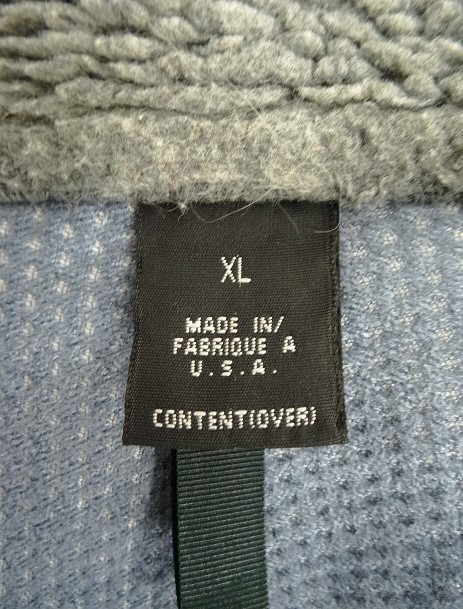 XL
MADE IN/
FABRIQUE A
U.S.A.
CONTENT(OVER)